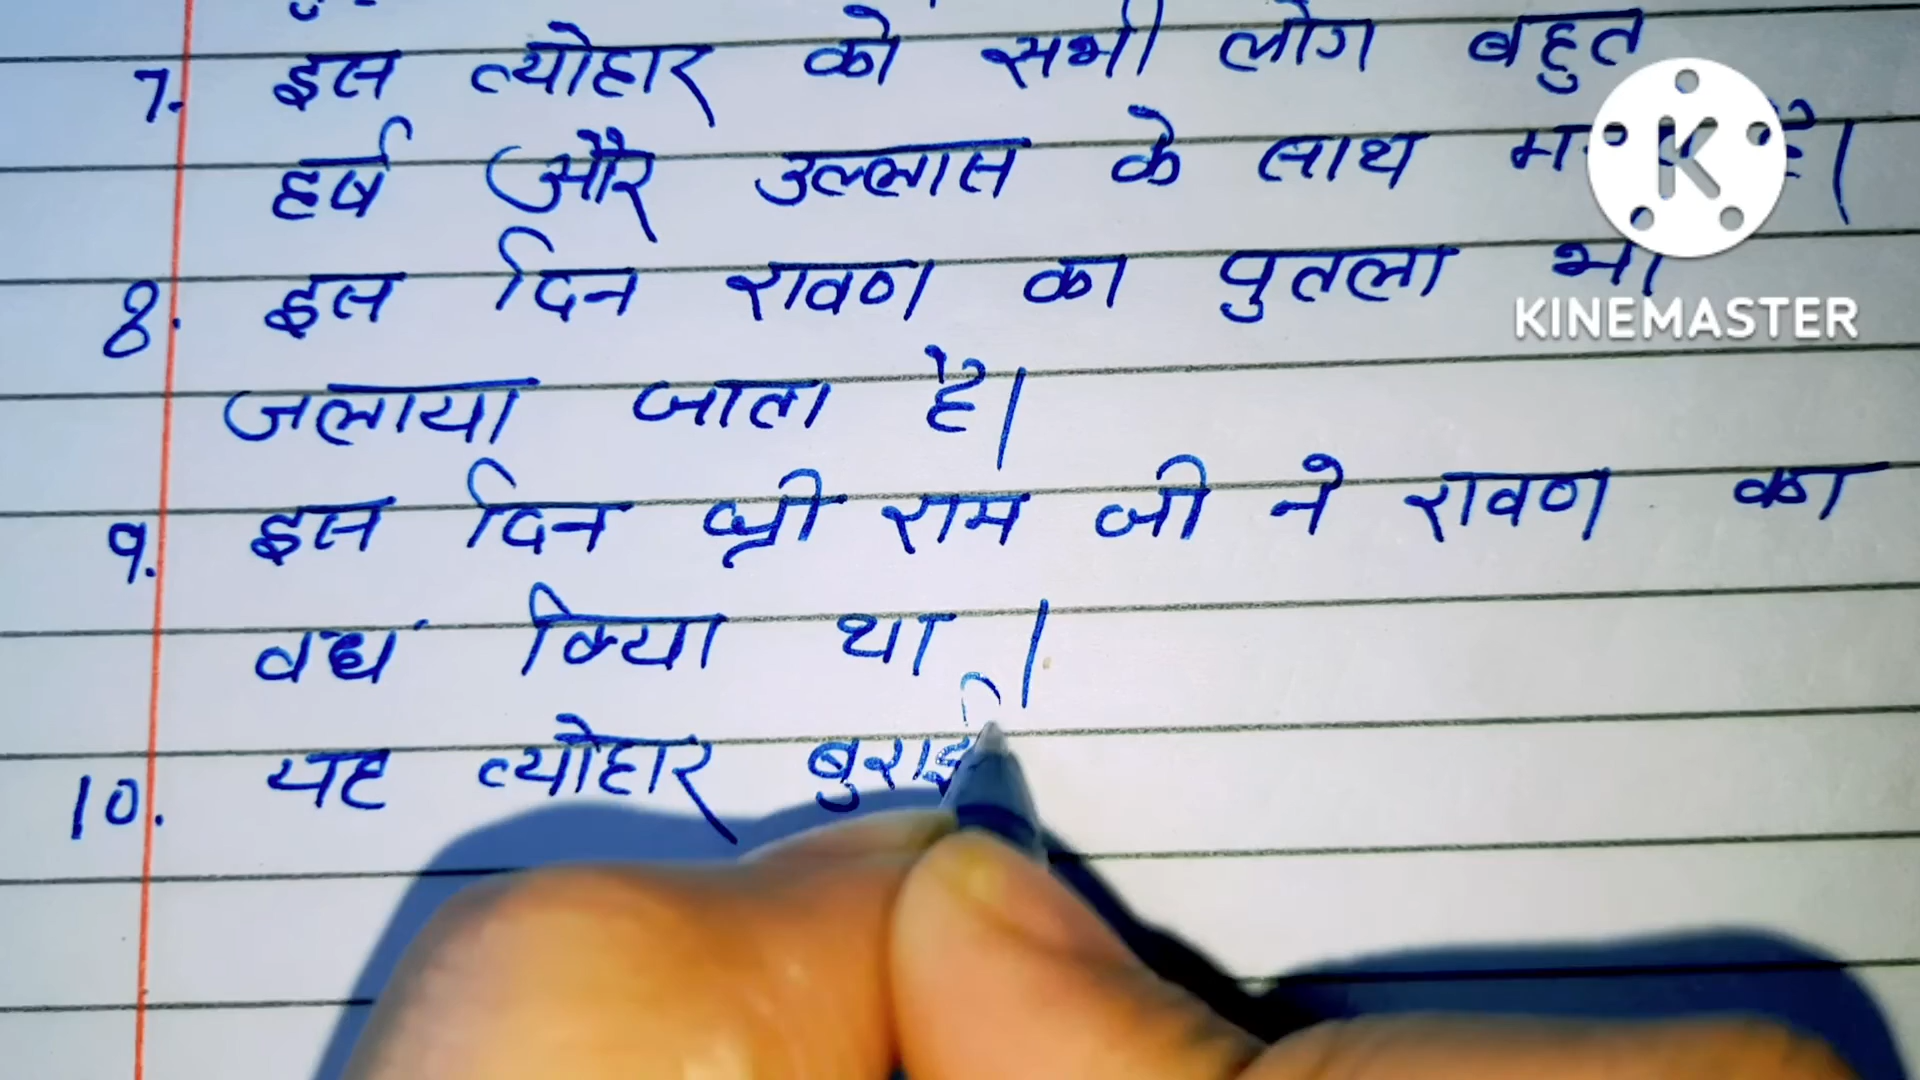 7. इस त्योहार को सभी लोग बहुत
हर्ष और उल्लास के साथ है।
8. इस दिन रावण का पुतला भी
KINEMASTER
जलाया जाता है।
9. इस दिन श्री राम जी ने रावण का
वध किया था।
10. यह त्योहार बुराई